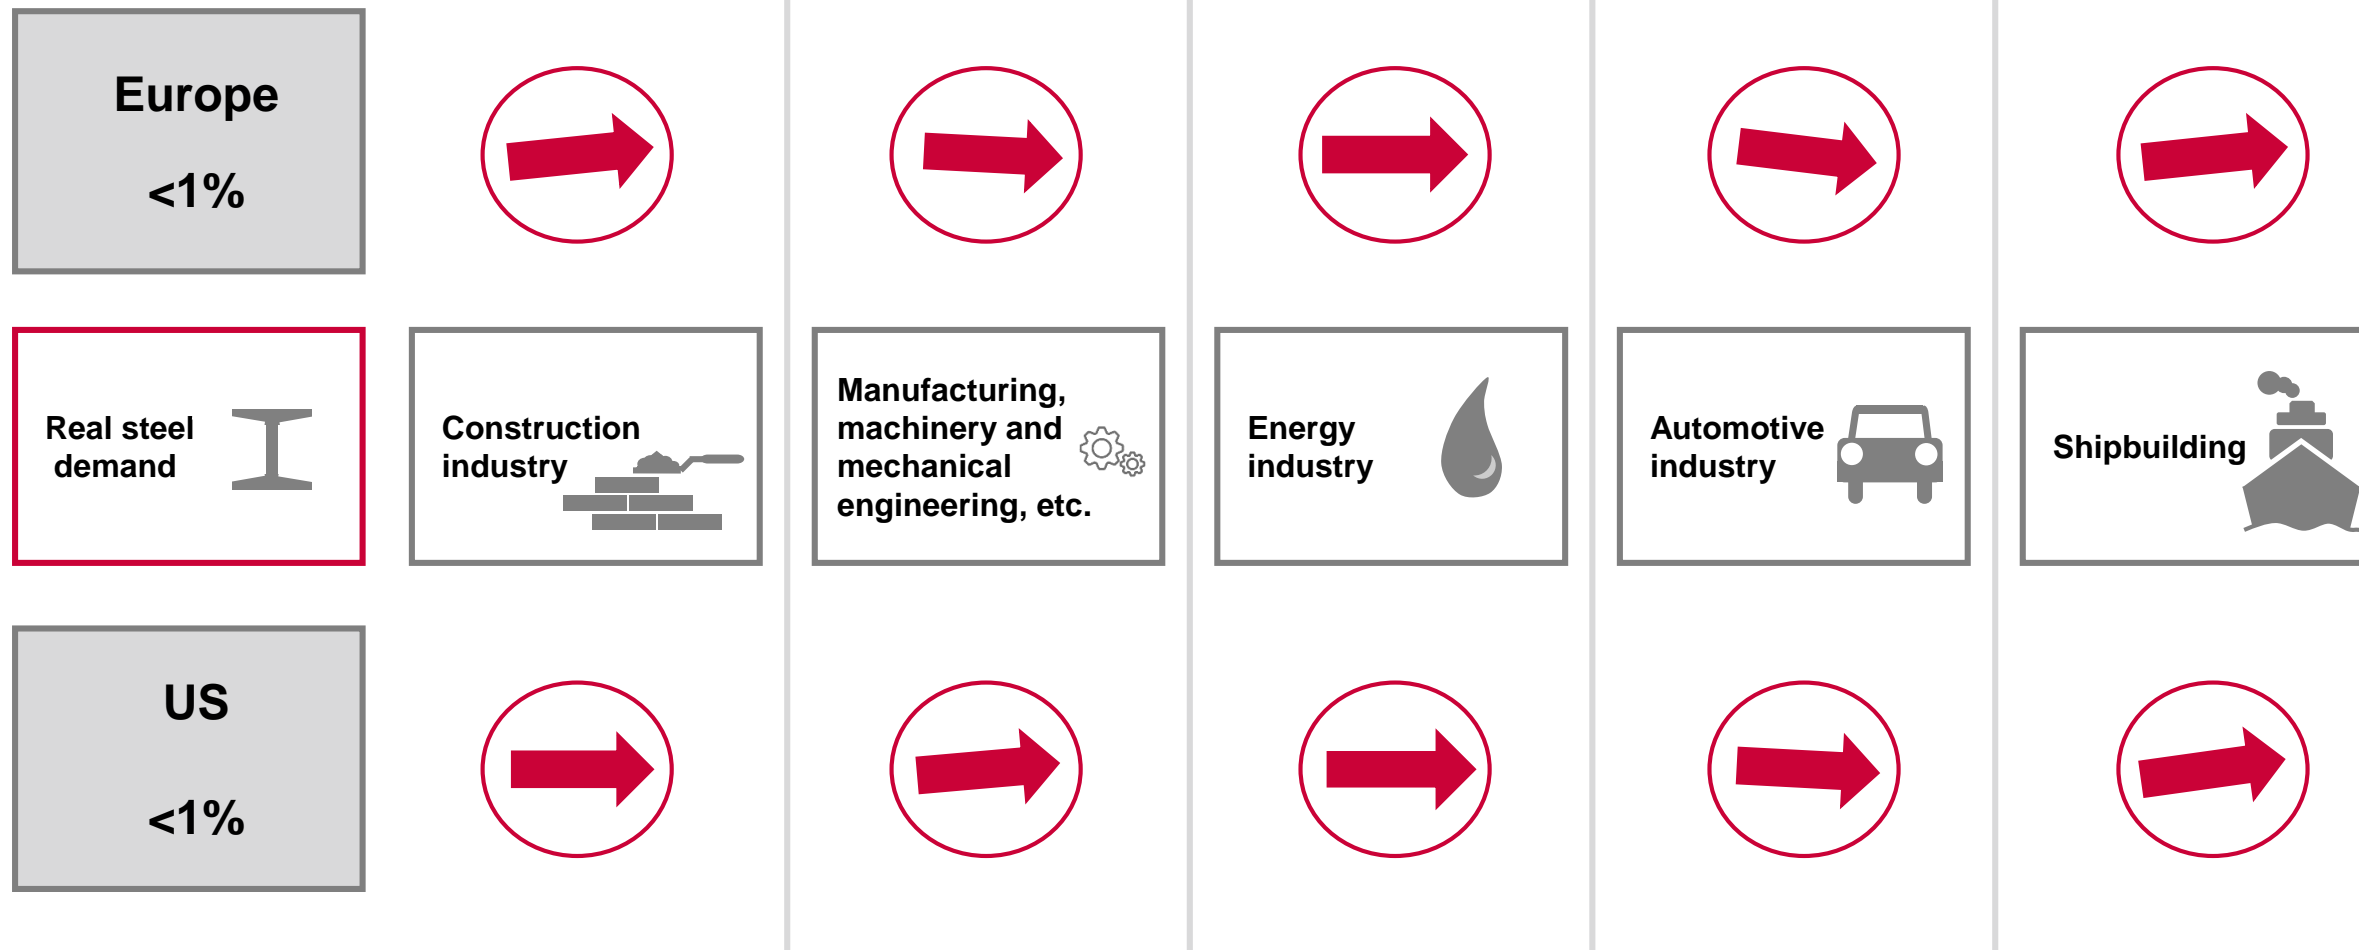 Europe
<1%
Real steel
demand
Construction
industry
Manufacturing,
machinery and
mechanical
engineering, etc.
Energy
industry
Automotive
industry
Shipbuilding
US
<1%